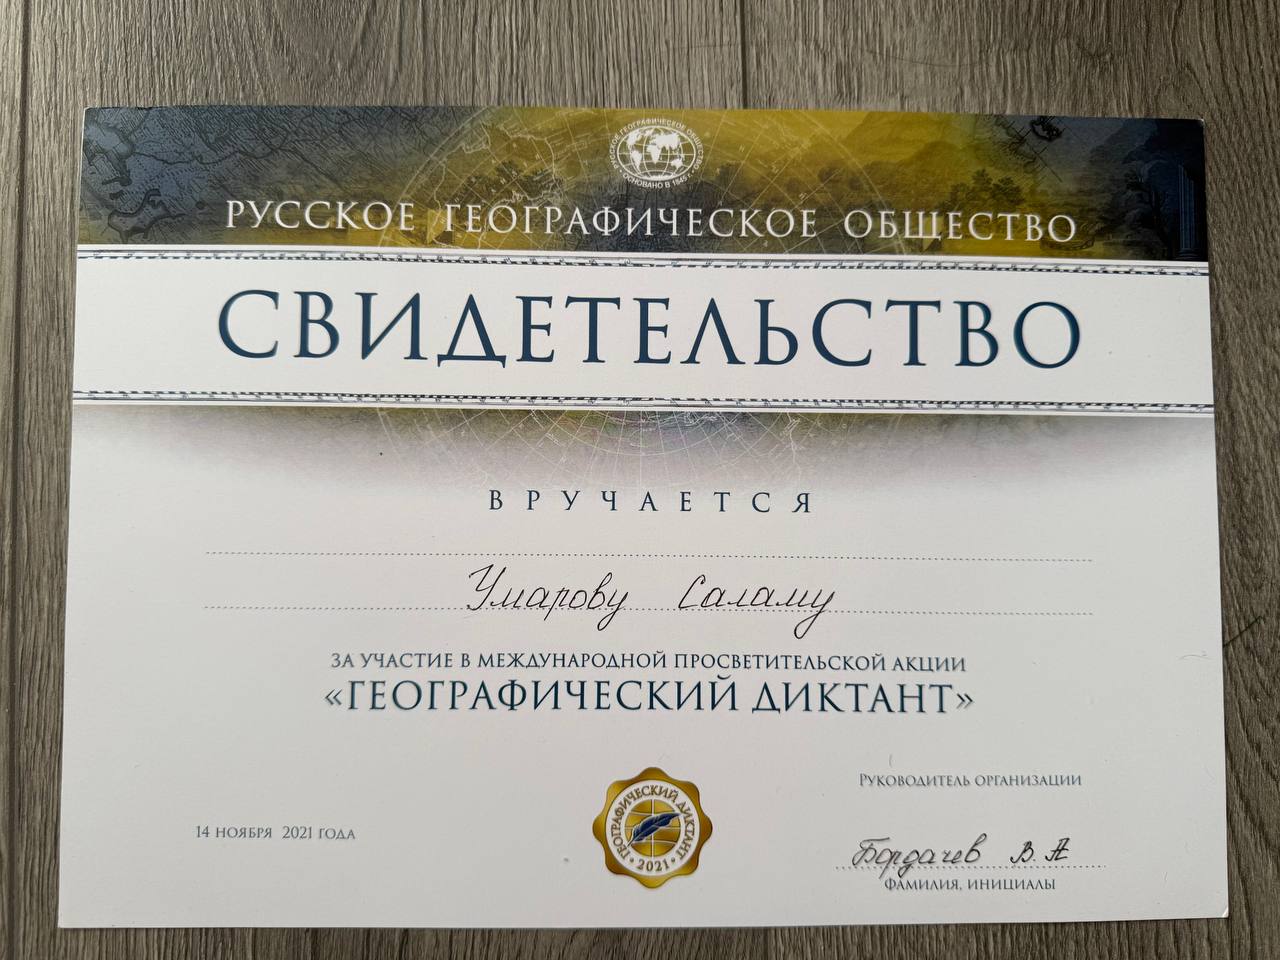 РУССКОЕ ГЕОГРАФИЧЕСКОЕ ОБЩЕСТВО
ОСНОВАНО В 1845 г.
РУССКОЕ ГЕОГРАФИЧЕСКОЕ ОБЩЕСТВО
СВИДЕТЕЛЬСТВО
ВРУЧАЕТСЯ
Умарову Саламу
ЗА УЧАСТИЕ В МЕЖДУНАРОДНОЙ ПРОСВЕТИТЕЛЬСКОЙ АКЦИИ
«ГЕОГРАФИЧЕСКИЙ ДИКТАНТ»
РУКОВОДИТЕЛЬ ОРГАНИЗАЦИИ
14 НОЯБРЯ 2021 ГОДА
ГЕОГРАФИЧЕСКИЙ ДИКТАНТ
• 2021 •
Бордачев В. А
ФАМИЛИЯ, ИНИЦИАЛЫ